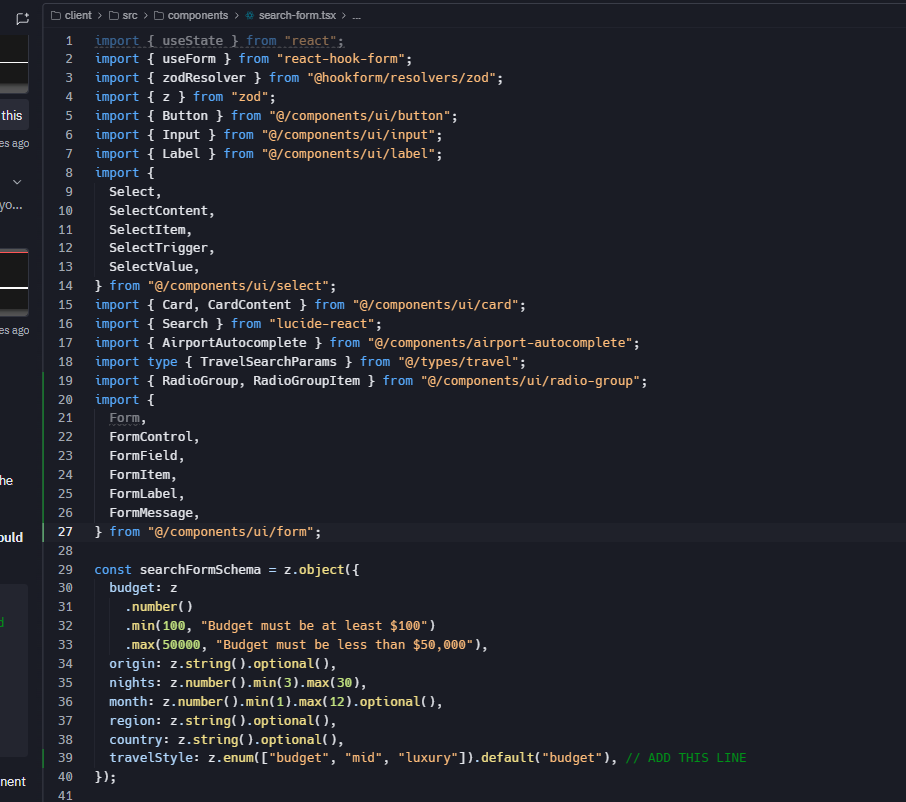 client > src > components > search-form.tsx > ...
this
es ago
yo...
es ago
he
ould
d
nent
1 import { useState } from "react";
2 import { useForm } from "react-hook-form";
3 import { zodResolver } from "@hookform/resolvers/zod";
4 import { z } from "zod";
5 import { Button } from "@/components/ui/button";
6 import { Input } from "@/components/ui/input";
7 import { Label } from "@/components/ui/label";
8 import {
9   Select,
10   SelectContent,
11   SelectItem,
12   SelectTrigger,
13   SelectValue,
14 } from "@/components/ui/select";
15 import { Card, CardContent } from "@/components/ui/card";
16 import { Search } from "lucide-react";
17 import { AirportAutocomplete } from "@/components/airport-autocomplete";
18 import type { TravelSearchParams } from "@/types/travel";
19 import { RadioGroup, RadioGroupItem } from "@/components/ui/radio-group";
20 import {
21   Form,
22   FormControl,
23   FormField,
24   FormItem,
25   FormLabel,
26   FormMessage,
27 } from "@/components/ui/form";
28
29 const searchFormSchema = z.object({
30   budget: z
31     .number()
32     .min(100, "Budget must be at least $100")
33     .max(50000, "Budget must be less than $50,000"),
34   origin: z.string().optional(),
35   nights: z.number().min(3).max(30),
36   month: z.number().min(1).max(12).optional(),
37   region: z.string().optional(),
38   country: z.string().optional(),
39   travelStyle: z.enum(["budget", "mid", "luxury"]).default("budget"), // ADD THIS LINE
40 });
41